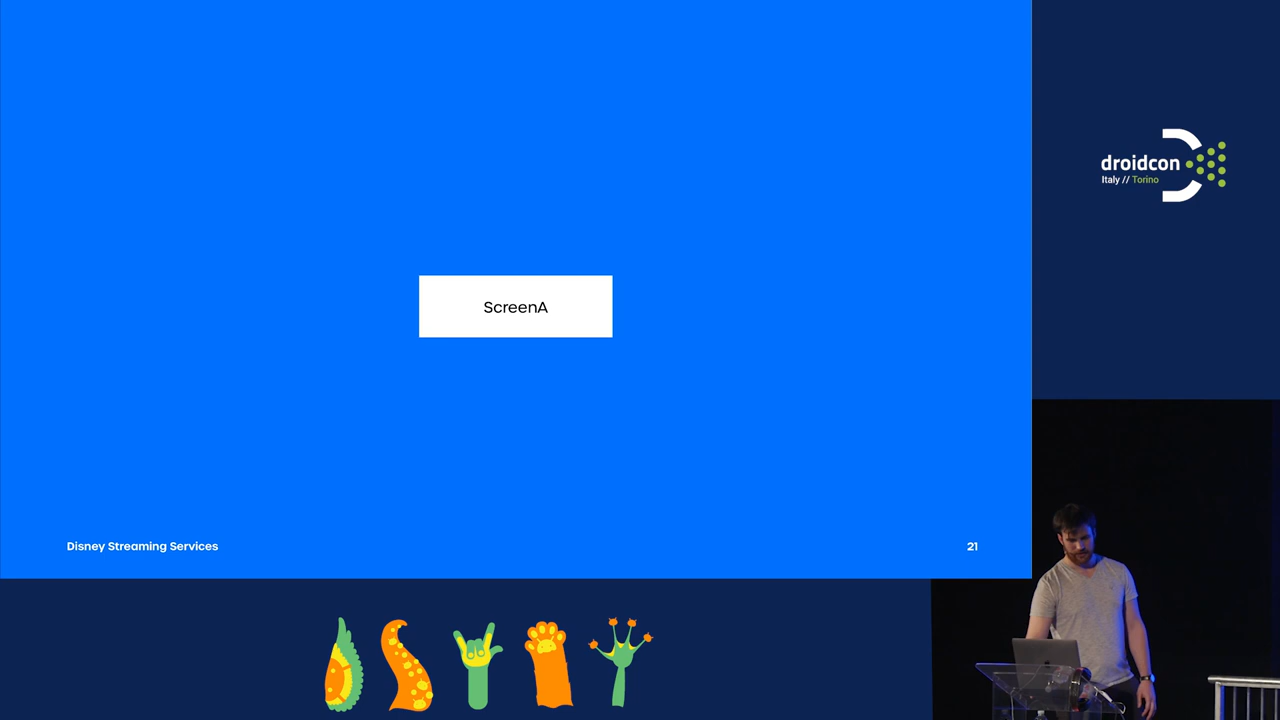 ScreenA
Disney Streaming Services
21
droidcon
Italy // Torino